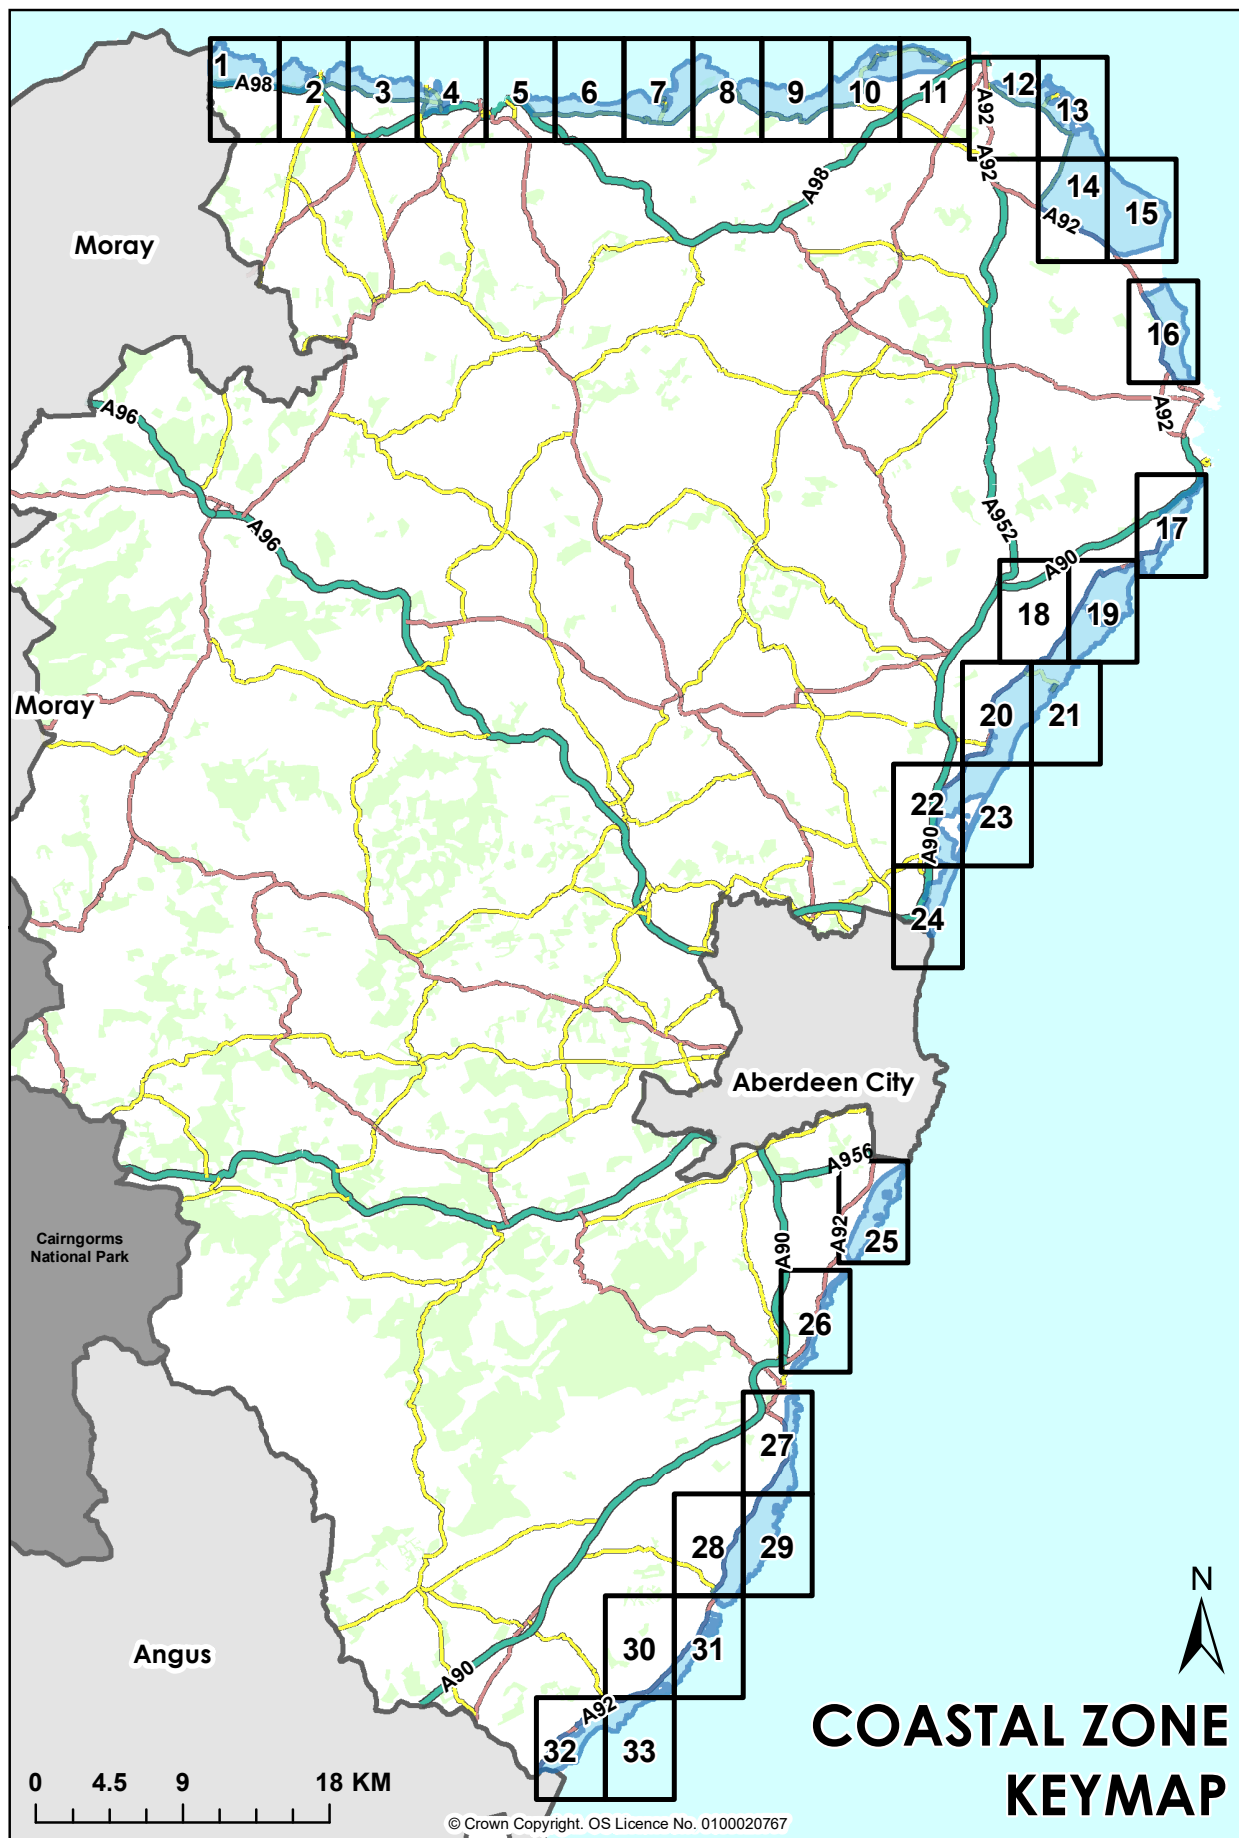 1
A98
2
3
4
5
6
7
8
9
10
11
12
13
A92
A92
14
15
A92
A98
Moray
16
A96
A92
A96
A952
17
A90
18
19
Moray
20
21
22
23
A90
24
Aberdeen City
A956
25
A92
A90
Cairngorms
National Park
26
27
28
29
30
31
Angus
A90
A92
32
33
N
COASTAL ZONE
KEYMAP
0 4.5 9 18 KM
© Crown Copyright. OS Licence No. 0100020767